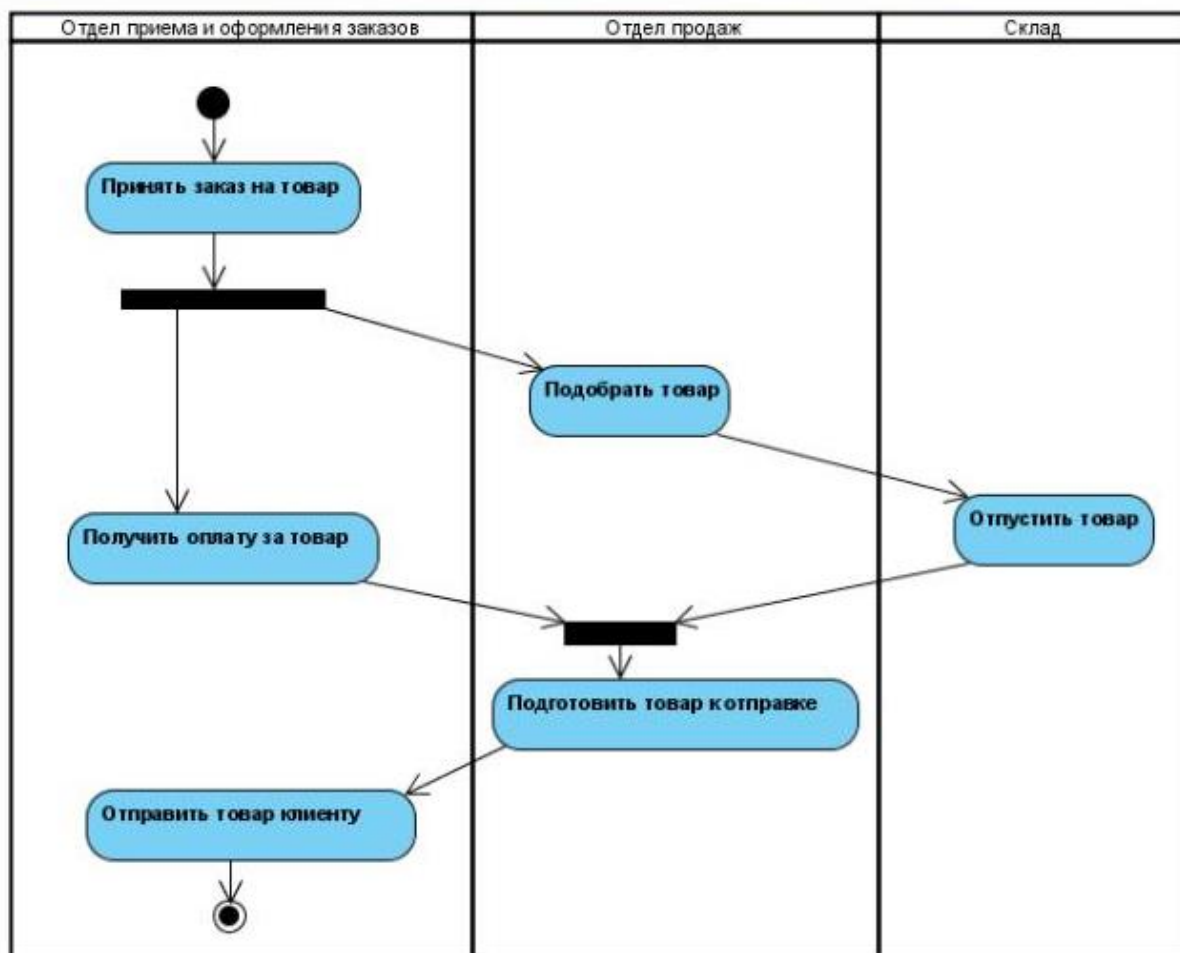 Отдел приема и оформления заказов
Отдел продаж
Склад
Принять заказ на товар
Подобрать товар
Отпустить товар
Получить оплату за товар
Подготовить товар к отправке
Отправить товар клиенту